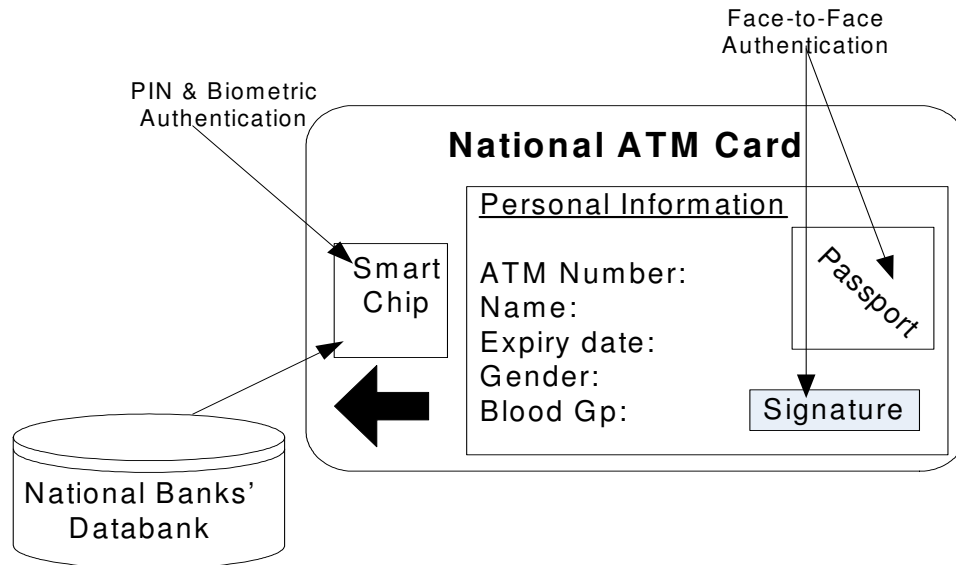 Face-to-Face
Authentication
PIN & Biometric
Authentication
National ATM Card
Personal Information
Smart
Chip
ATM Number:
Name:
Expiry date:
Gender:
Blood Gp:
Passport
Signature
National Banks'
Databank